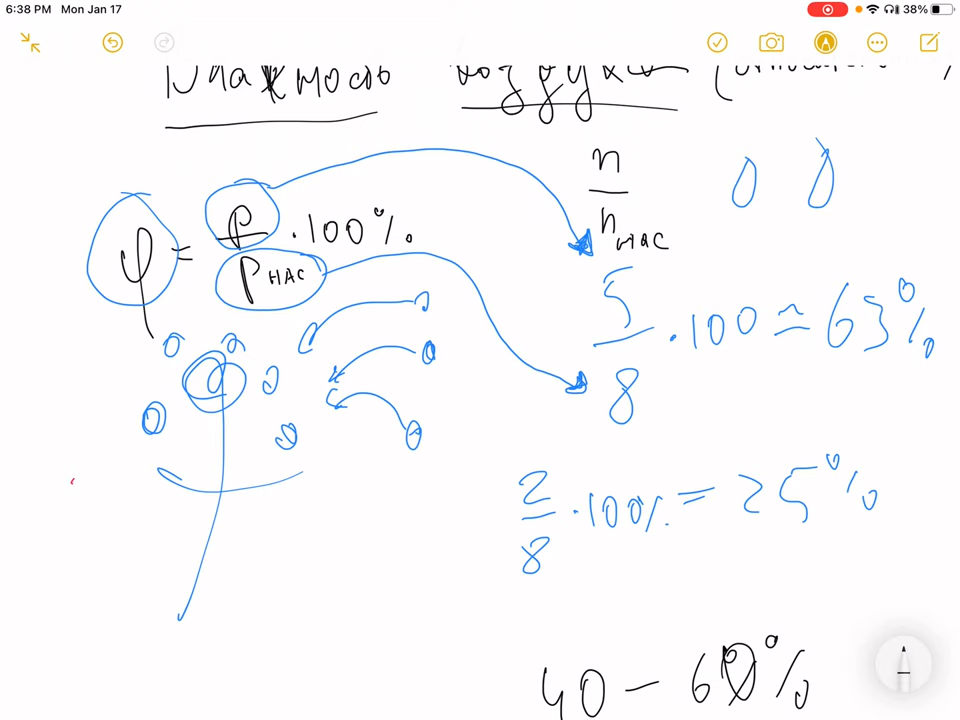 6:38 PM Mon Jan 17
38%
Влажность воздуха
φ = p/pнас · 100%.
n/nнас
5/8 · 100 ≈ 63%
2/8 · 100% = 25%
40 – 60%